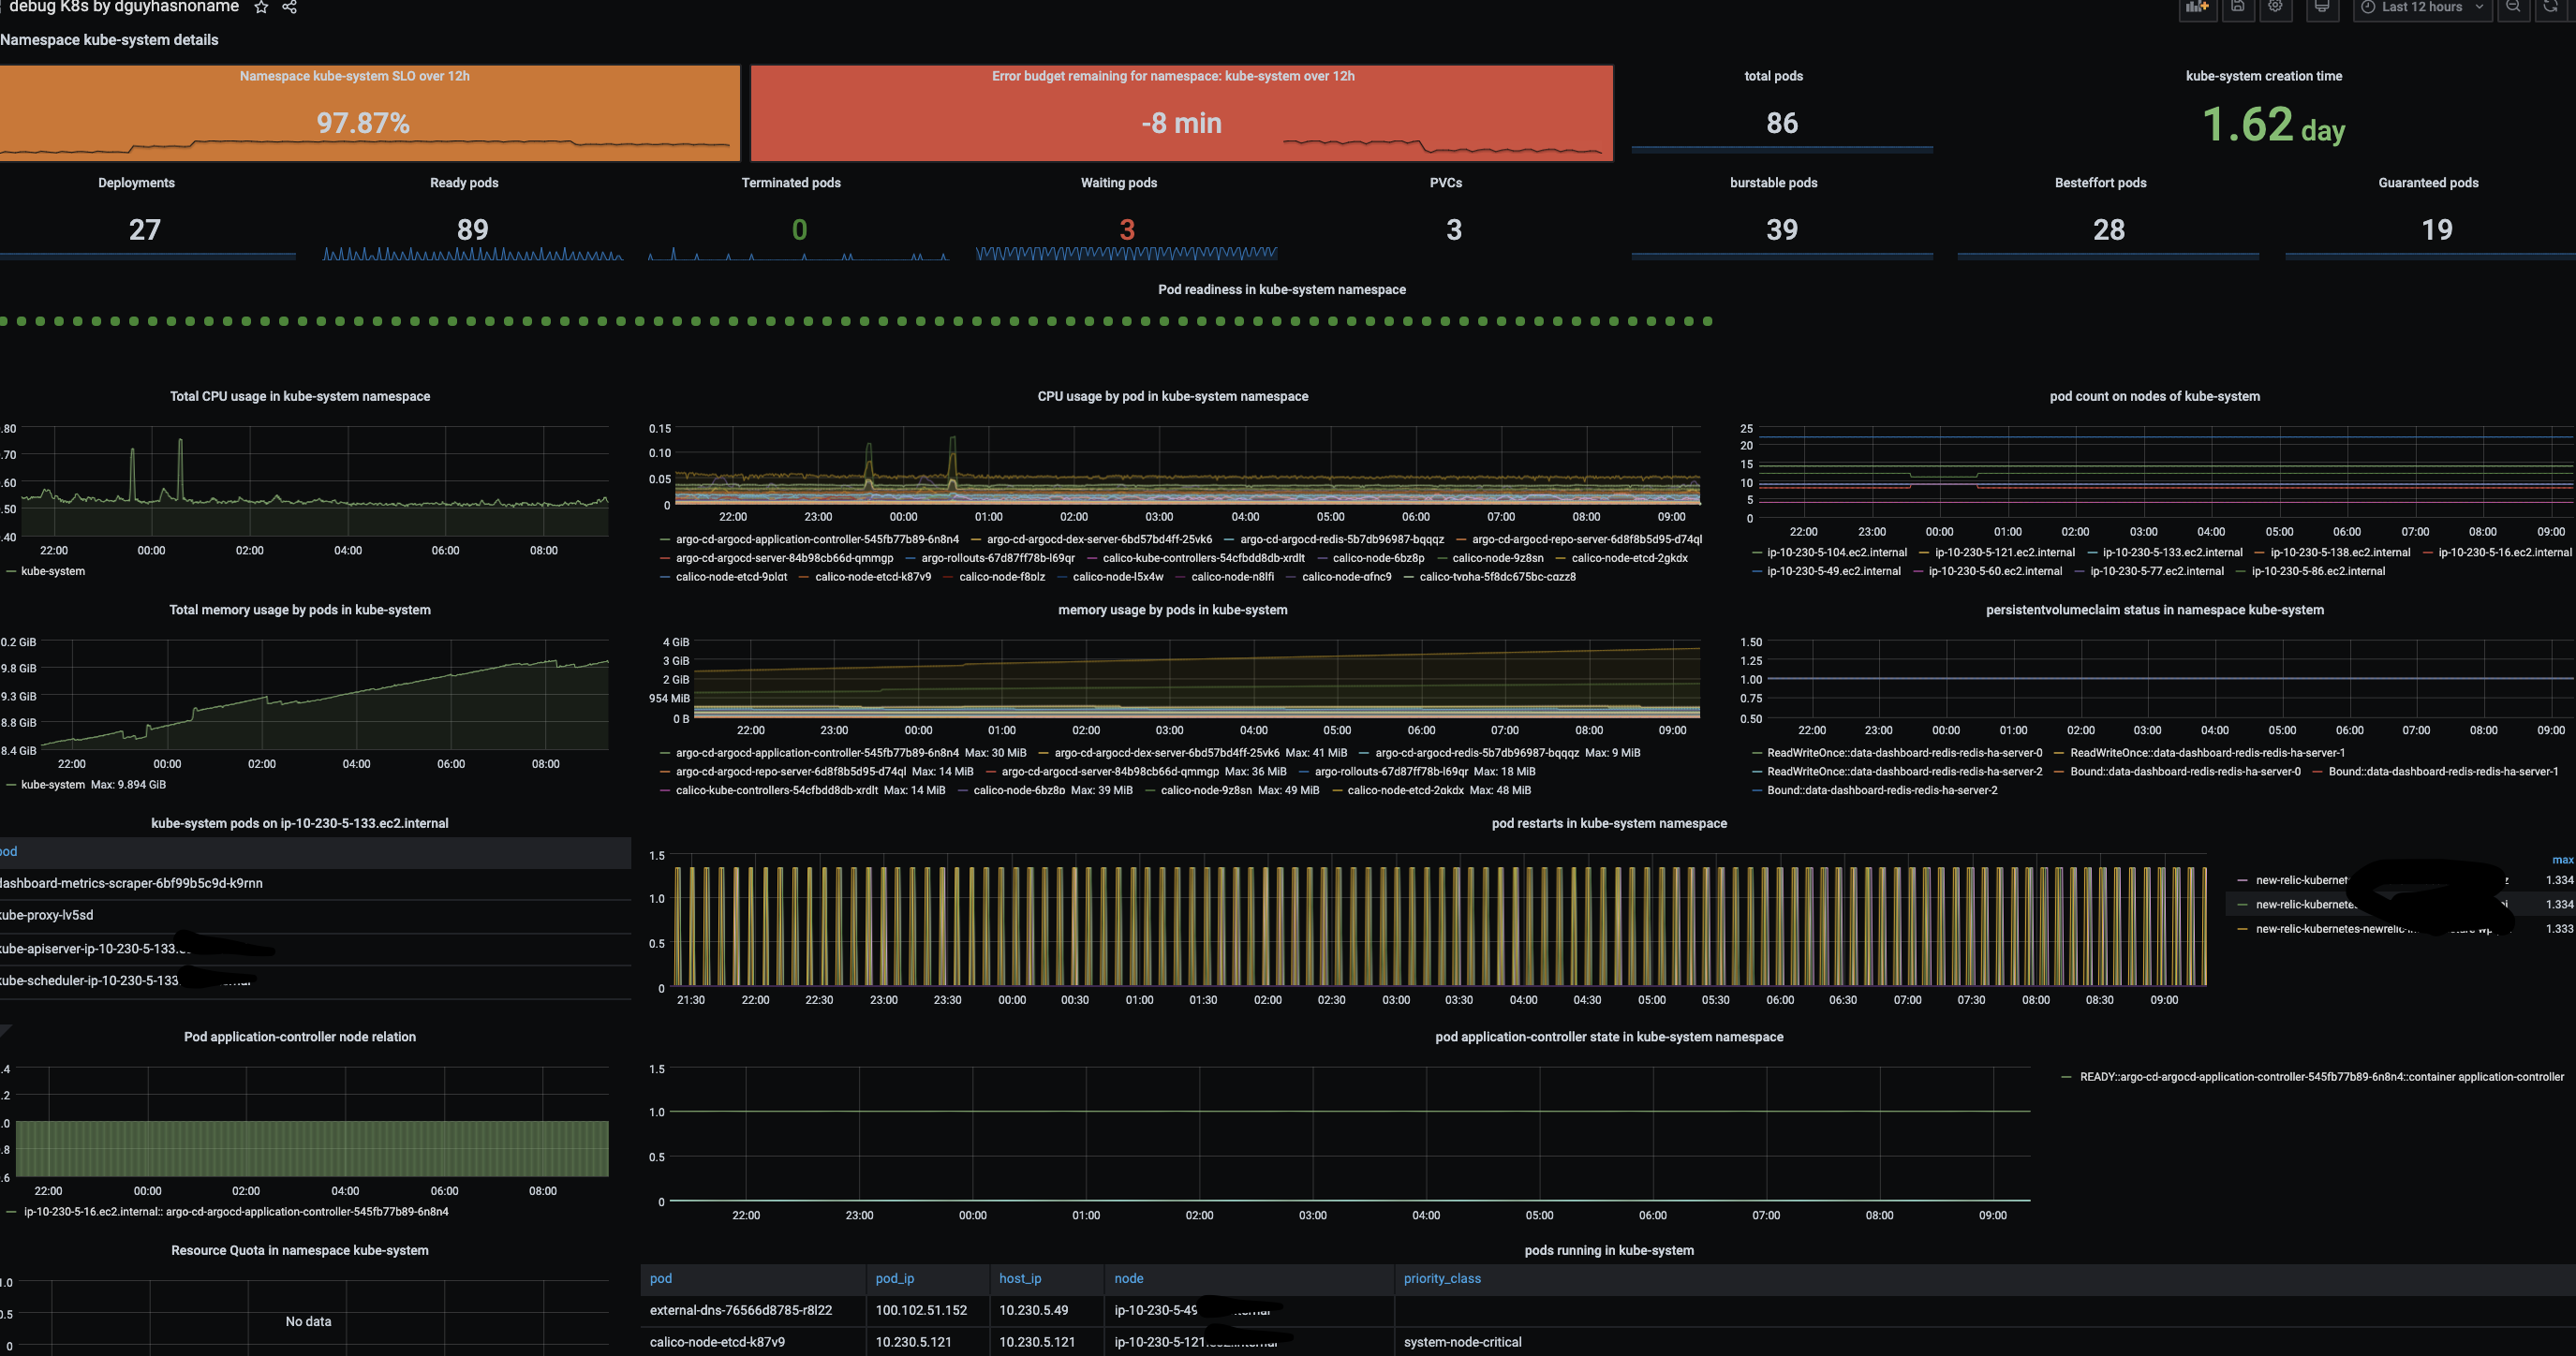 debug K8s by dguyhasnoname
Last 12 hours
Namespace kube-system details
Namespace kube-system SLO over 12h
97.87%
Error budget remaining for namespace: kube-system over 12h
-8 min
total pods
86
kube-system creation time
1.62 day
Deployments
27
Ready pods
89
Terminated pods
0
Waiting pods
3
PVCs
3
burstable pods
39
Besteffort pods
28
Guaranteed pods
19
Pod readiness in kube-system namespace
Total CPU usage in kube-system namespace
.80
.70
.60
.50
.40
22:00 00:00 02:00 04:00 06:00 08:00
kube-system
CPU usage by pod in kube-system namespace
0.15
0.10
0.05
0
22:00 23:00 00:00 01:00 02:00 03:00 04:00 05:00 06:00 07:00 08:00 09:00
argo-cd-argocd-application-controller-545fb77b89-6n8n4 argo-cd-argocd-dex-server-6bd57bd4ff-25vk6 argo-cd-argocd-redis-5b7db96987-bqqqz argo-cd-argocd-repo-server-6d8f8b5d95-d74ql
argo-cd-argocd-server-84b98cb66d-qmmgp argo-rollouts-67d87ff78b-l69qr calico-kube-controllers-54cfbdd8db-xrdlt calico-node-6bz8p calico-node-9z8sn calico-node-etcd-2gkdx
calico-node-etcd-9plqt calico-node-etcd-k87v9 calico-node-f8plz calico-node-l5x4w calico-node-n8lfj calico-node-qfnc9 calico-typha-5f8dc675bc-cqzz8
pod count on nodes of kube-system
25
20
15
10
5
0
22:00 23:00 00:00 01:00 02:00 03:00 04:00 05:00 06:00 07:00 08:00 09:00
ip-10-230-5-104.ec2.internal ip-10-230-5-121.ec2.internal ip-10-230-5-133.ec2.internal ip-10-230-5-138.ec2.internal ip-10-230-5-16.ec2.internal
ip-10-230-5-49.ec2.internal ip-10-230-5-60.ec2.internal ip-10-230-5-77.ec2.internal ip-10-230-5-86.ec2.internal
Total memory usage by pods in kube-system
0.2 GiB
9.8 GiB
9.3 GiB
8.8 GiB
8.4 GiB
22:00 00:00 02:00 04:00 06:00 08:00
kube-system Max: 9.894 GiB
memory usage by pods in kube-system
4 GiB
3 GiB
2 GiB
954 MiB
0 B
22:00 23:00 00:00 01:00 02:00 03:00 04:00 05:00 06:00 07:00 08:00 09:00
argo-cd-argocd-application-controller-545fb77b89-6n8n4 Max: 30 MiB argo-cd-argocd-dex-server-6bd57bd4ff-25vk6 Max: 41 MiB argo-cd-argocd-redis-5b7db96987-bqqqz Max: 9 MiB
argo-cd-argocd-repo-server-6d8f8b5d95-d74ql Max: 14 MiB argo-cd-argocd-server-84b98cb66d-qmmgp Max: 36 MiB argo-rollouts-67d87ff78b-l69qr Max: 18 MiB
calico-kube-controllers-54cfbdd8db-xrdlt Max: 14 MiB calico-node-6bz8p Max: 39 MiB calico-node-9z8sn Max: 49 MiB calico-node-etcd-2gkdx Max: 48 MiB
persistentvolumeclaim status in namespace kube-system
1.50
1.25
1.00
0.75
0.50
22:00 23:00 00:00 01:00 02:00 03:00 04:00 05:00 06:00 07:00 08:00 09:00
ReadWriteOnce::data-dashboard-redis-redis-ha-server-0 ReadWriteOnce::data-dashboard-redis-redis-ha-server-1
ReadWriteOnce::data-dashboard-redis-redis-ha-server-2 Bound::data-dashboard-redis-redis-ha-server-0 Bound::data-dashboard-redis-redis-ha-server-1
Bound::data-dashboard-redis-redis-ha-server-2
kube-system pods on ip-10-230-5-133.ec2.internal
pod
dashboard-metrics-scraper-6bf99b5c9d-k9rnn
kube-proxy-lv5sd
kube-apiserver-ip-10-230-5-133.
kube-scheduler-ip-10-230-5-133.
pod restarts in kube-system namespace
1.5
1.0
0.5
0
21:30 22:00 22:30 23:00 23:30 00:00 00:30 01:00 01:30 02:00 02:30 03:00 03:30 04:00 04:30 05:00 05:30 06:00 06:30 07:00 07:30 08:00 08:30 09:00
max
new-relic-kubernet 1.334
new-relic-kubernete 1.334
new-relic-kubernetes-newrelic- 1.333
Pod application-controller node relation
.4
.2
.0
.8
.6
22:00 00:00 02:00 04:00 06:00 08:00
ip-10-230-5-16.ec2.internal:: argo-cd-argocd-application-controller-545fb77b89-6n8n4
pod application-controller state in kube-system namespace
1.5
1.0
0.5
0
22:00 23:00 00:00 01:00 02:00 03:00 04:00 05:00 06:00 07:00 08:00 09:00
READY::argo-cd-argocd-application-controller-545fb77b89-6n8n4::container application-controller
Resource Quota in namespace kube-system
1.0
0.5
0
No data
pods running in kube-system
pod pod_ip host_ip node priority_class
external-dns-76566d8785-r8l22 100.102.51.152 10.230.5.49 ip-10-230-5-49
calico-node-etcd-k87v9 10.230.5.121 10.230.5.121 ip-10-230-5-121. system-node-critical